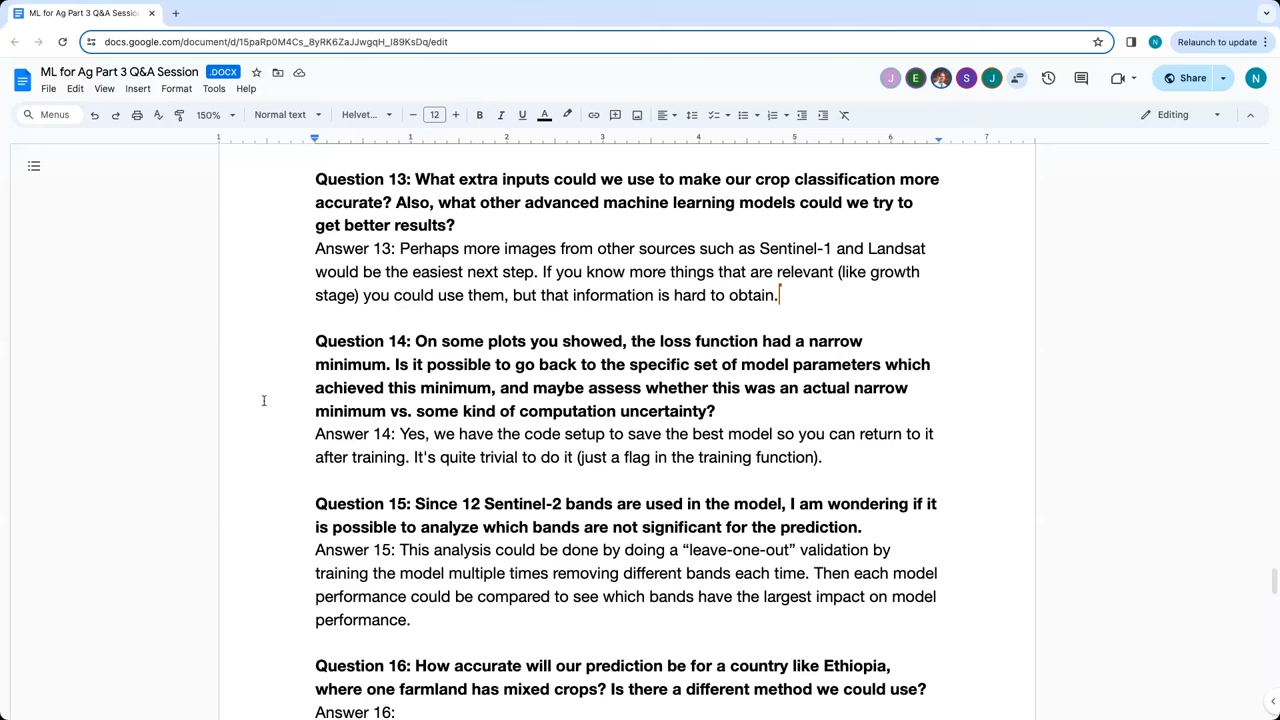 ML for Ag Part 3 Q&A Sessio
docs.google.com/document/d/15paRp0M4Cs_8yRK6ZaJJwgqH_I89KsDq/edit
N
Relaunch to update
ML for Ag Part 3 Q&A Session
.DOCX
File Edit View Insert Format Tools Help
J E S J
Share
N
Menus
150%
Normal text
Helvet...
12
B I U A
Editing
1 1 2 3 4 5 6 7
Question 13: What extra inputs could we use to make our crop classification more
accurate? Also, what other advanced machine learning models could we try to
get better results?
Answer 13: Perhaps more images from other sources such as Sentinel-1 and Landsat
would be the easiest next step. If you know more things that are relevant (like growth
stage) you could use them, but that information is hard to obtain.
Question 14: On some plots you showed, the loss function had a narrow
minimum. Is it possible to go back to the specific set of model parameters which
achieved this minimum, and maybe assess whether this was an actual narrow
minimum vs. some kind of computation uncertainty?
Answer 14: Yes, we have the code setup to save the best model so you can return to it
after training. It's quite trivial to do it (just a flag in the training function).
Question 15: Since 12 Sentinel-2 bands are used in the model, I am wondering if it
is possible to analyze which bands are not significant for the prediction.
Answer 15: This analysis could be done by doing a “leave-one-out” validation by
training the model multiple times removing different bands each time. Then each model
performance could be compared to see which bands have the largest impact on model
performance.
Question 16: How accurate will our prediction be for a country like Ethiopia,
where one farmland has mixed crops? Is there a different method we could use?
Answer 16: